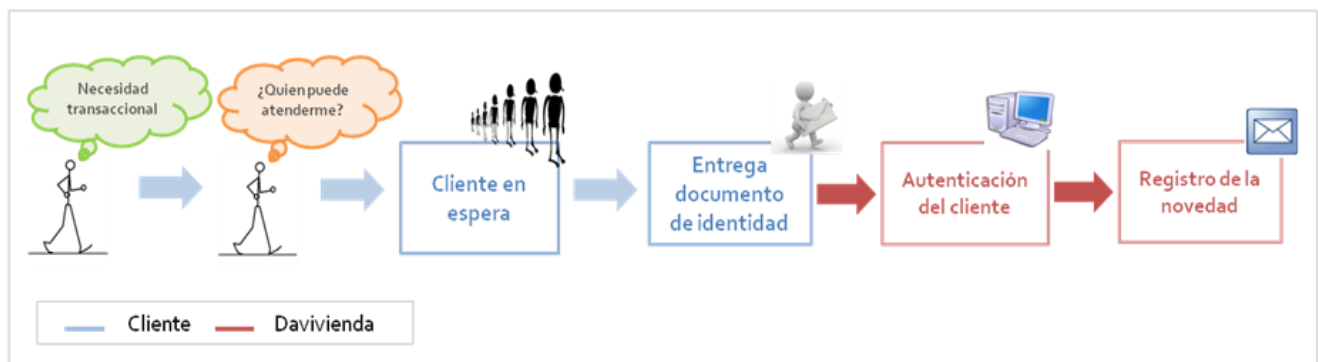 Necesidad
transaccional
¿Quien puede
atenderme?
Cliente en
espera
Entrega
documento
de identidad
Autenticación
del cliente
Registro de la
novedad
Cliente
Davivienda